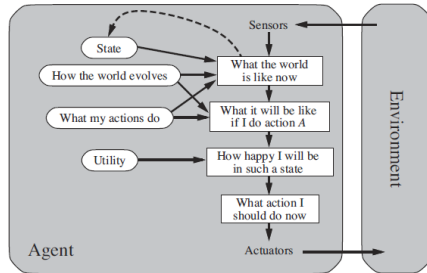 Sensors
State
What the world
is like now
How the world evolves
What my actions do
What it will be like
if I do action A
Utility
How happy I will be
in such a state
What action I
should do now
Agent
Actuators
Environment